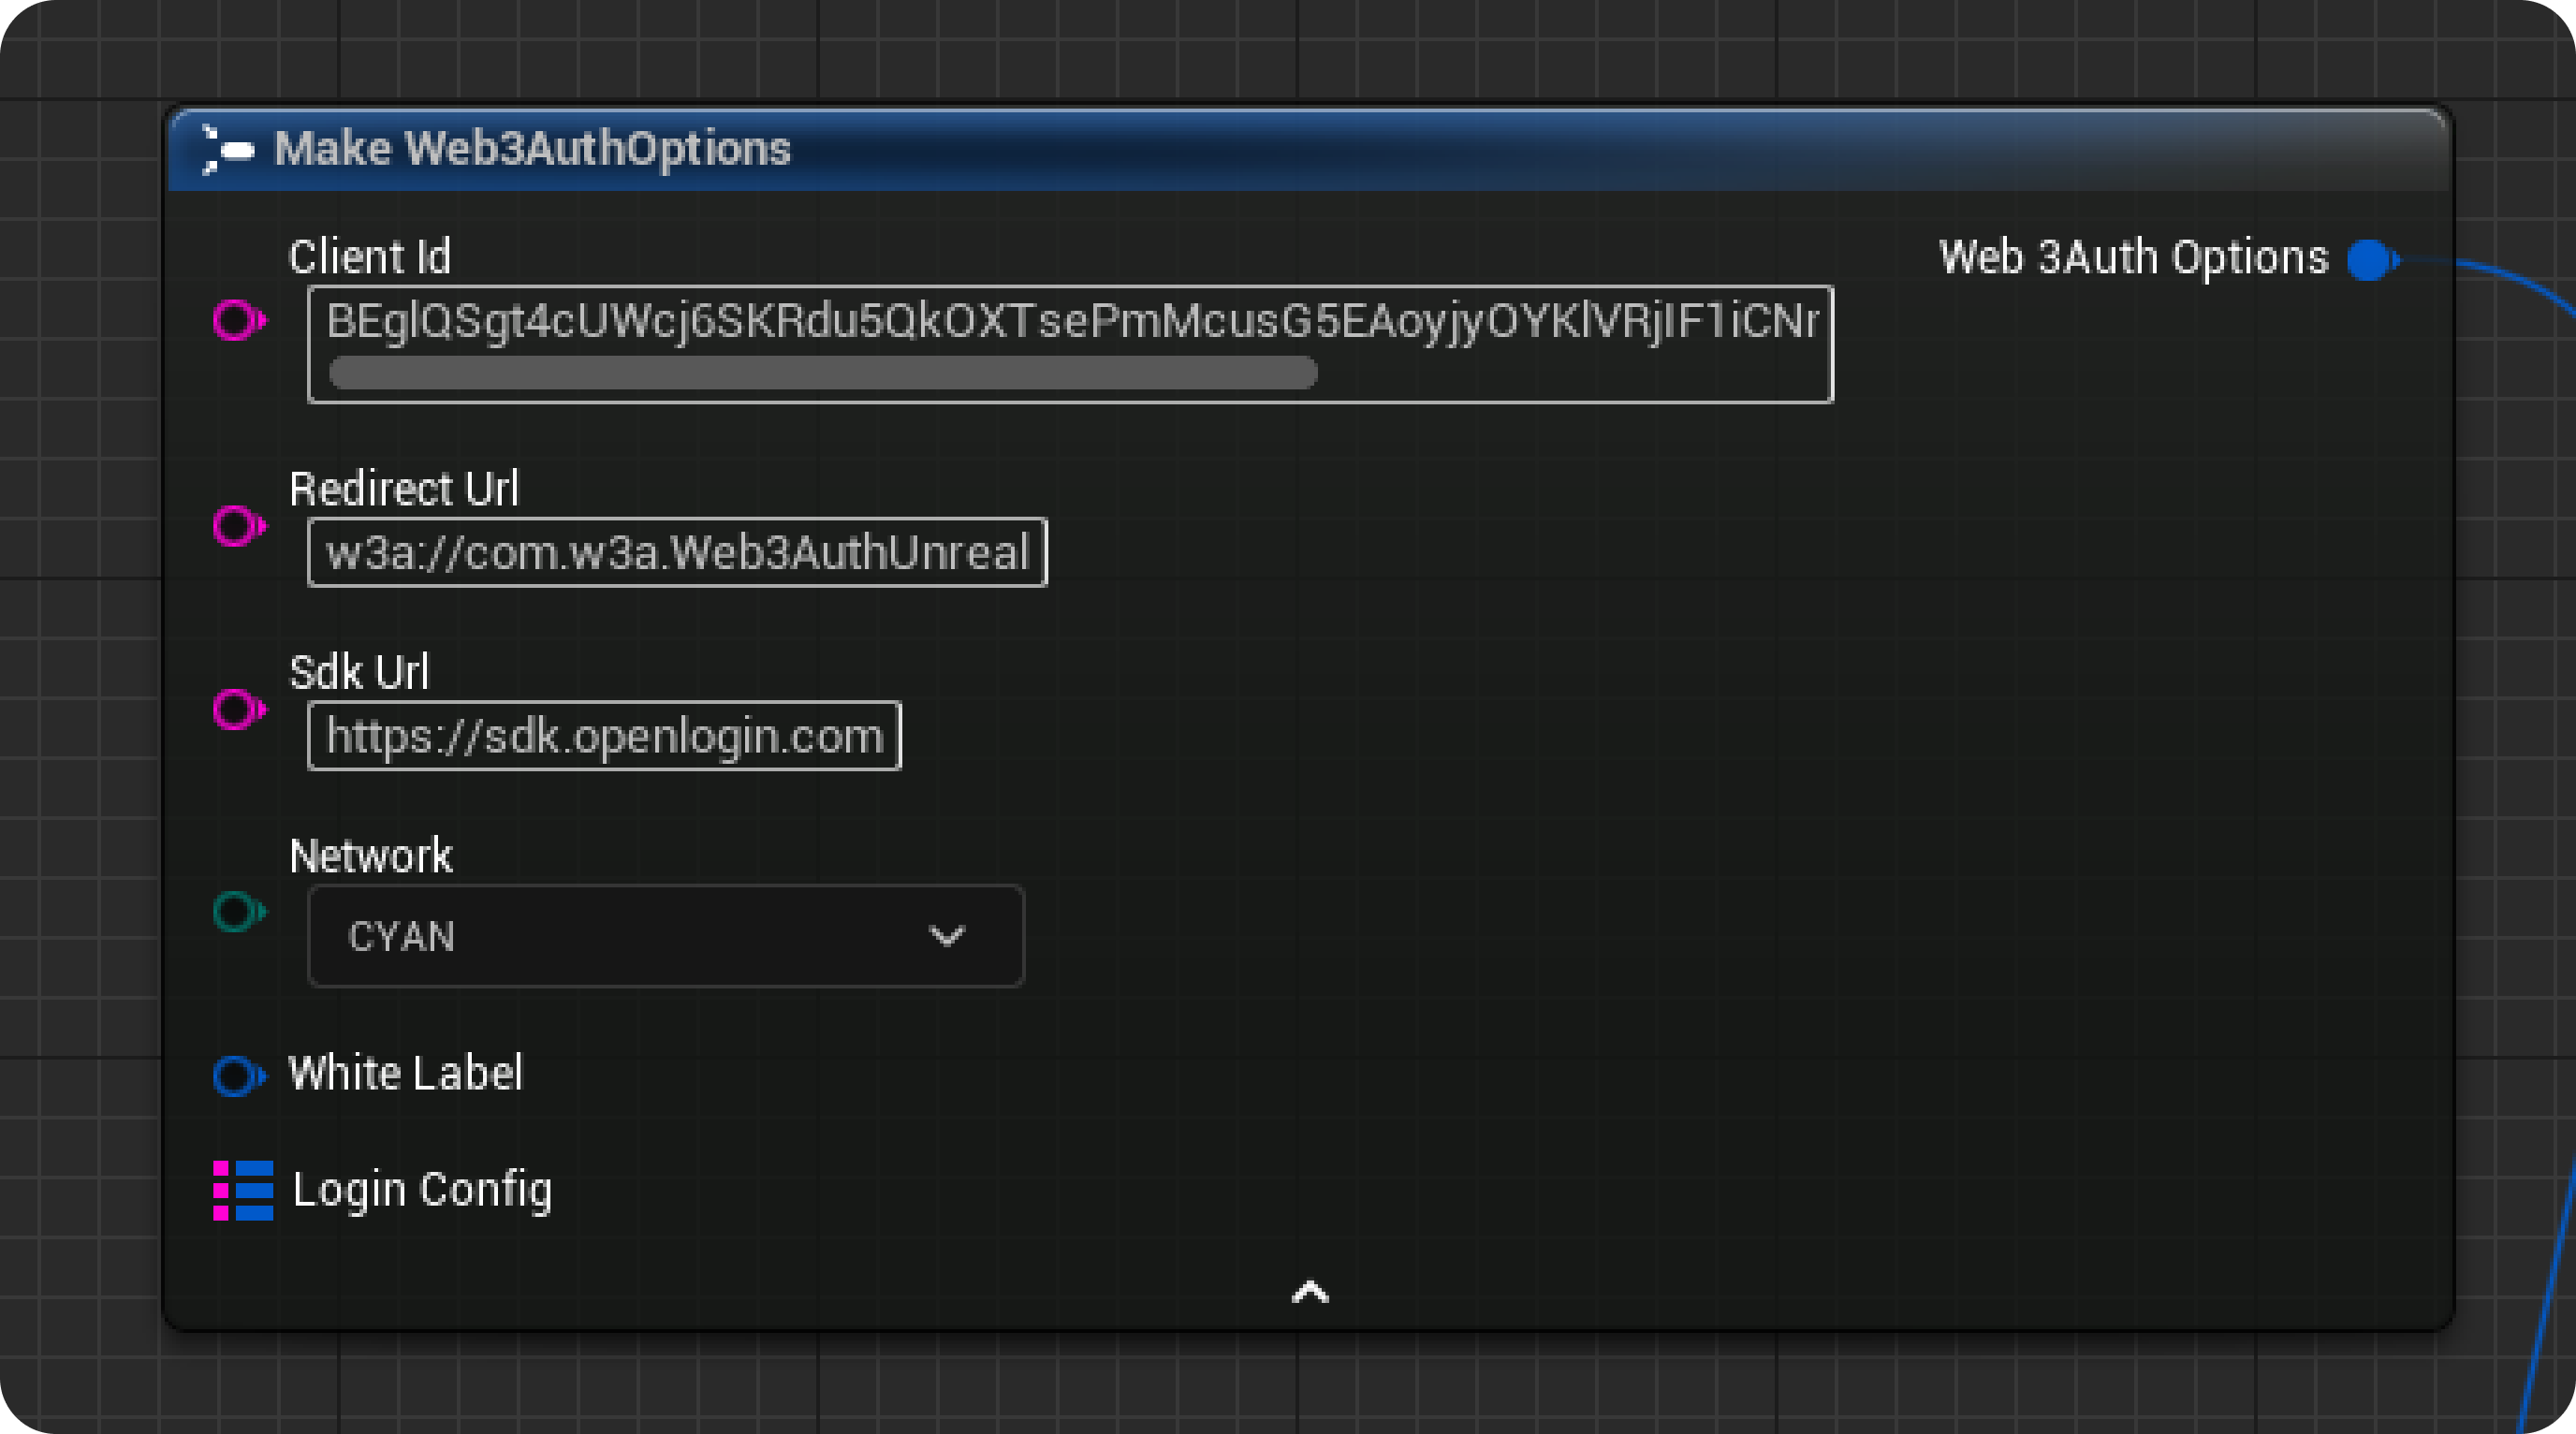 Make Web3AuthOptions
Client Id
Web 3Auth Options
BEglQSgt4cUWcj6SKRdu5QkOXTsePmMcusG5EAoyjyOYKlVRjIF1iCNr
Redirect Url
w3a://com.w3a.Web3AuthUnreal
Sdk Url
https://sdk.openlogin.com
Network
CYAN
White Label
Login Config